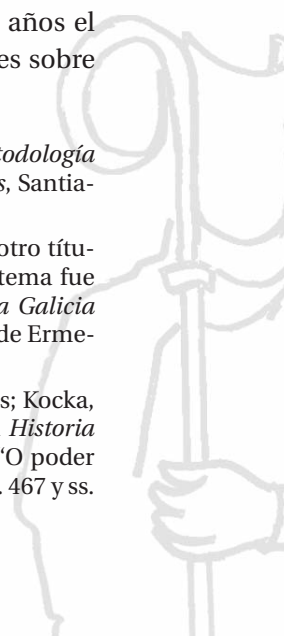 años el
es sobre
todología
s, Santia-
otro títu-
tema fue
a Galicia
de Erme-
s; Kocka,
Historia
“O poder
. 467 y ss.